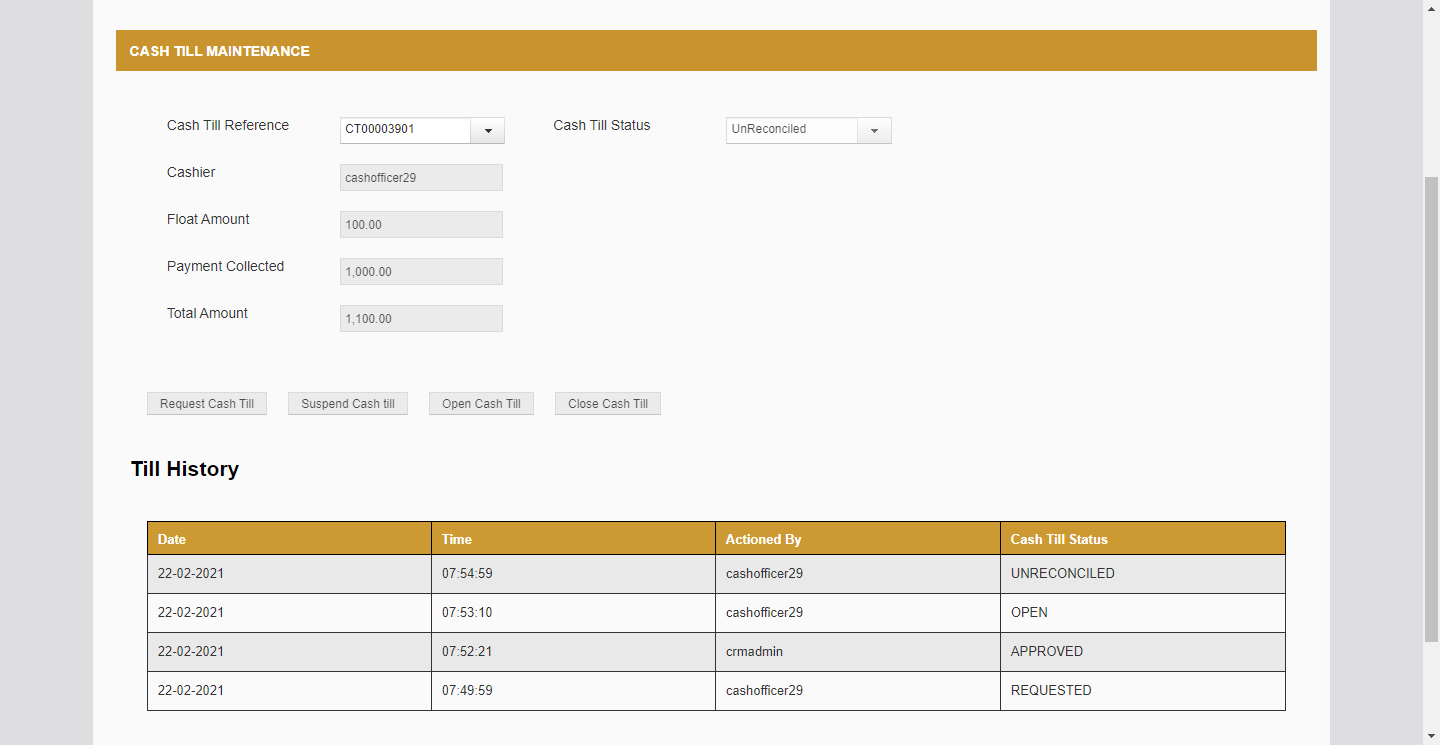 CASH TILL MAINTENANCE
Cash Till Reference CT00003901 Cash Till Status UnReconciled
Cashier cashofficer29
Float Amount 100.00
Payment Collected 1,000.00
Total Amount 1,100.00
Request Cash Till Suspend Cash till Open Cash Till Close Cash Till
Till History
Date Time Actioned By Cash Till Status
22-02-2021 07:54:59 cashofficer29 UNRECONCILED
22-02-2021 07:53:10 cashofficer29 OPEN
22-02-2021 07:52:21 crmadmin APPROVED
22-02-2021 07:49:59 cashofficer29 REQUESTED